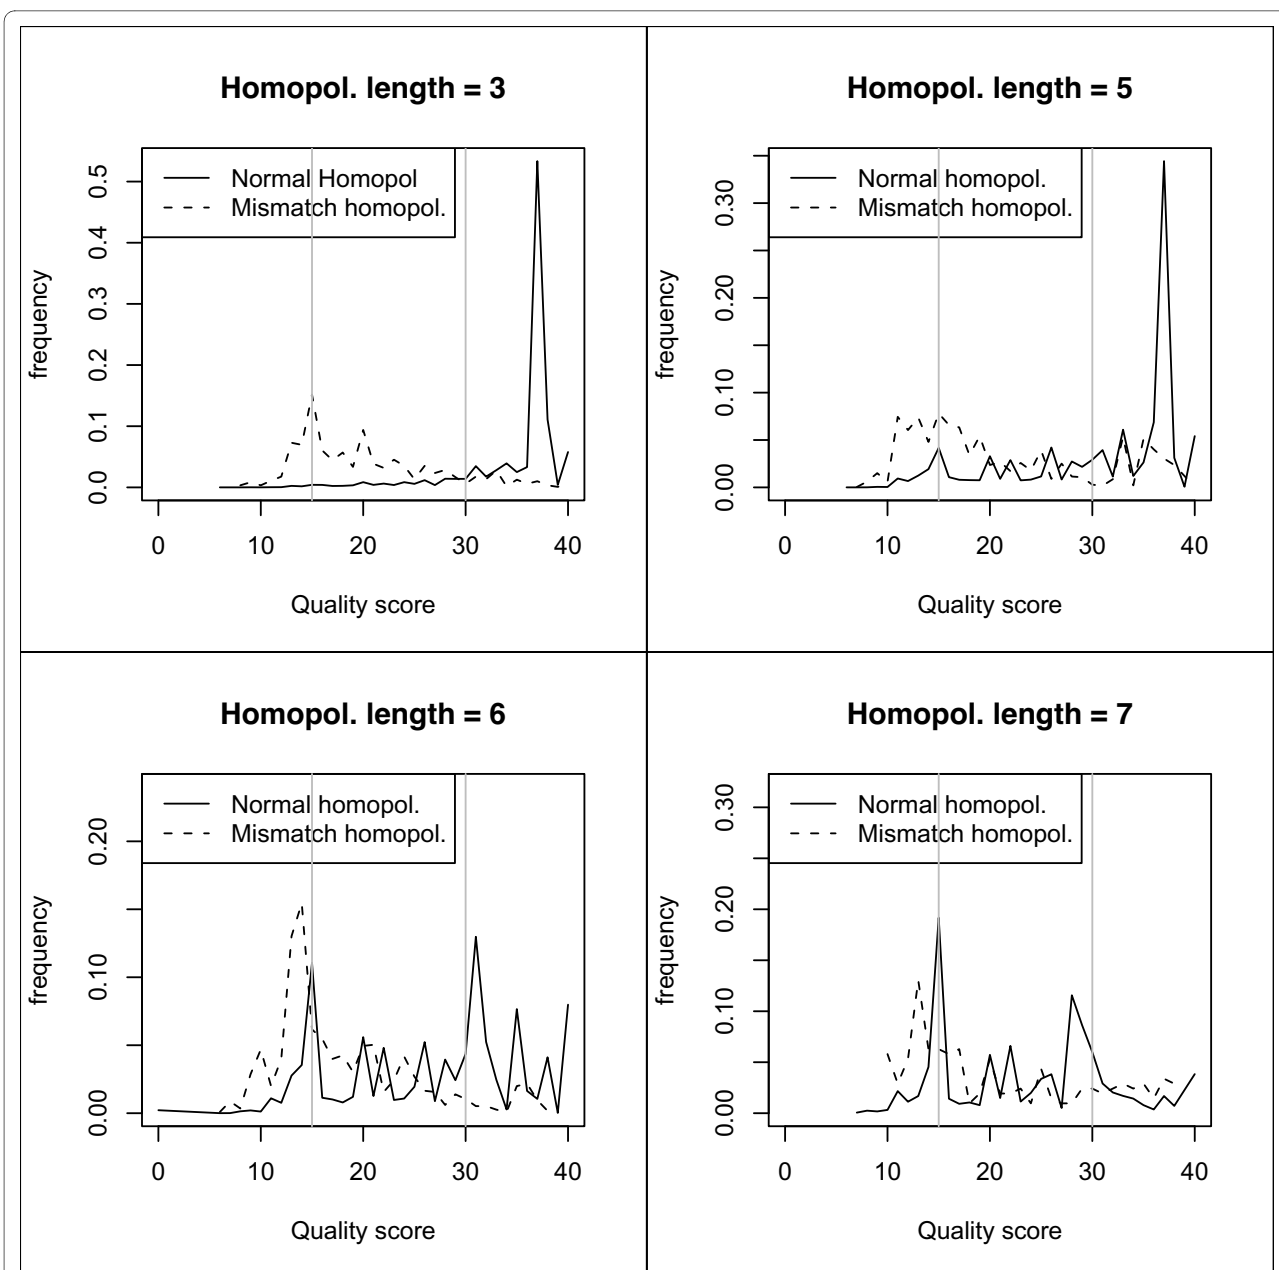 Homopol. length = 3
Normal Homopol
Mismatch homopol.
frequency
0.0 0.1 0.2 0.3 0.4 0.5
0 10 20 30 40
Quality score
Homopol. length = 5
Normal homopol.
Mismatch homopol.
frequency
0.00 0.10 0.20 0.30
0 10 20 30 40
Quality score
Homopol. length = 6
Normal homopol.
Mismatch homopol.
frequency
0.00 0.10 0.20
0 10 20 30 40
Quality score
Homopol. length = 7
Normal homopol.
Mismatch homopol.
frequency
0.00 0.10 0.20 0.30
0 10 20 30 40
Quality score